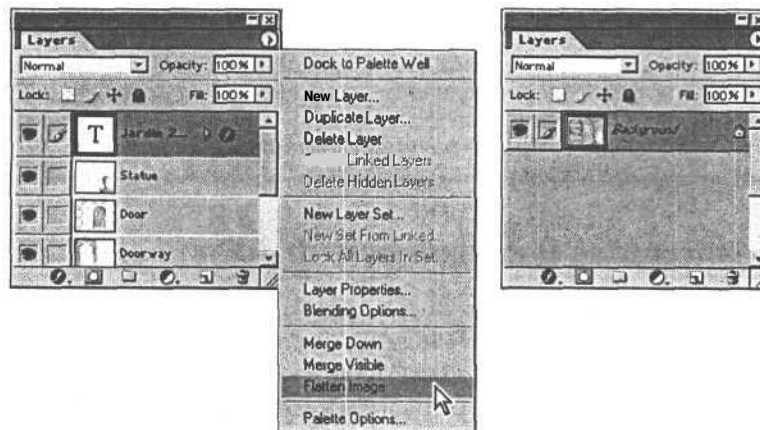 Layers
Normal Opacity: 100%
Lock: Fill: 100%
T Jardin 2...
Statue
Door
Doorway
Dock to Palette Well
New Layer...
Duplicate Layer...
Delete Layer
Linked Layers
Delete Hidden Layers
New Layer Set...
New Set From Linked...
Lock All Layers In Set...
Layer Properties...
Blending Options...
Merge Down
Merge Visible
Flatten Image
Palette Options...
Layers
Normal Opacity: 100%
Lock: Fill: 100%
Background